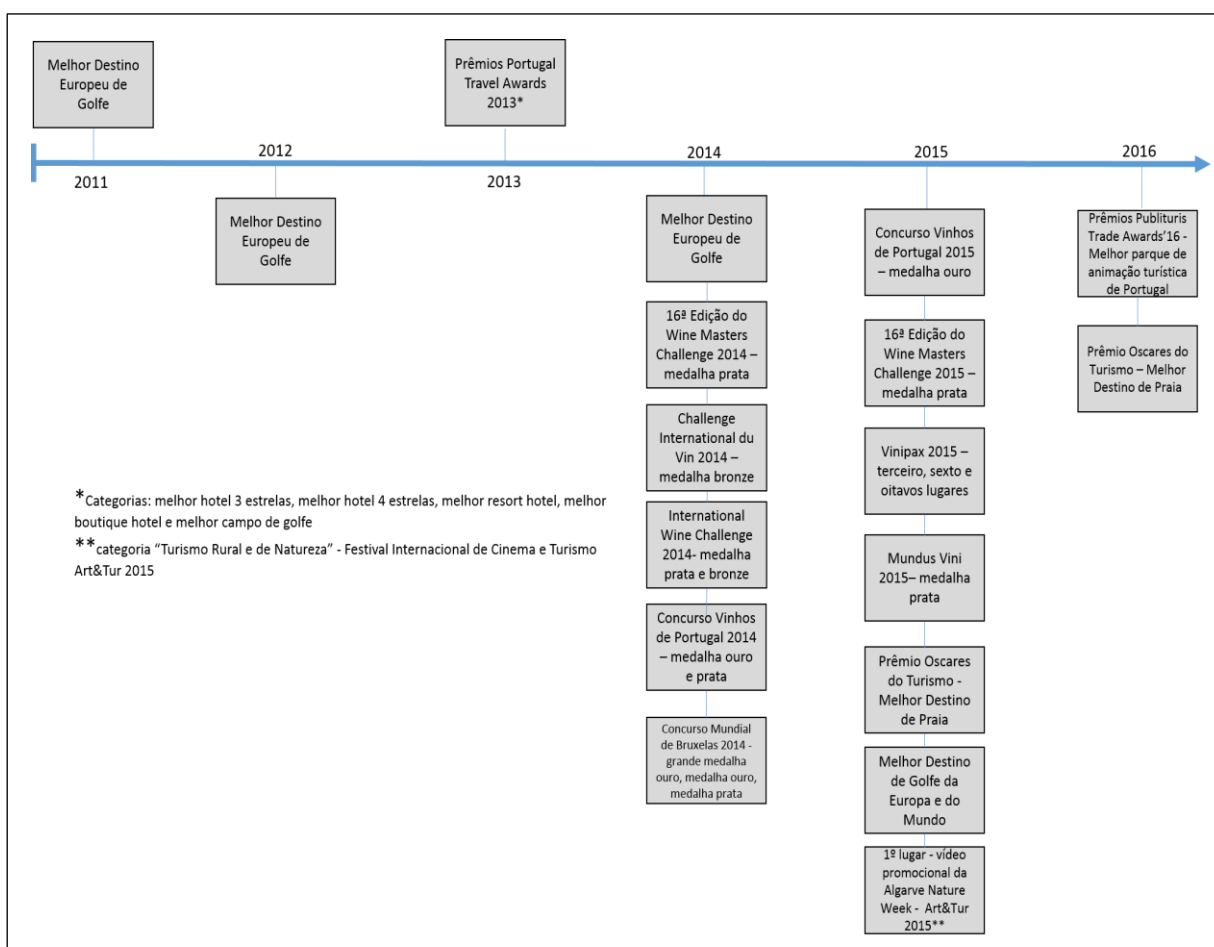 Melhor Destino
Europeu de
Golfe
Prêmios Portugal
Travel Awards
2013*
2012
2014
2015
2016
2011
2013
Melhor Destino
Europeu de
Golfe
Melhor Destino
Europeu de
Golfe
16ª Edição do
Wine Masters
Challenge 2014 –
medalha prata
Challenge
International du
Vin 2014 –
medalha bronze
International
Wine Challenge
2014- medalha
prata e bronze
Concurso Vinhos
de Portugal 2014
– medalha ouro
e prata
Concurso Mundial
de Bruxelas 2014 -
grande medalha
ouro, medalha ouro,
medalha prata
Concurso Vinhos
de Portugal 2015
– medalha ouro
16ª Edição do
Wine Masters
Challenge 2015 –
medalha prata
Vinipax 2015 –
terceiro, sexto e
oitavos lugares
Mundus Vini
2015– medalha
prata
Prêmio Oscares
do Turismo -
Melhor Destino
de Praia
Melhor Destino
de Golfe da
Europa e do
Mundo
1º lugar - vídeo
promocional da
Algarve Nature
Week - Art&Tur
2015**
Prêmios Publituris
Trade Awards’16 -
Melhor parque de
animação turística
de Portugal
Prêmio Oscares do
Turismo – Melhor
Destino de Praia
*Categorias: melhor hotel 3 estrelas, melhor hotel 4 estrelas, melhor resort hotel, melhor
boutique hotel e melhor campo de golfe
**categoria “Turismo Rural e de Natureza” - Festival Internacional de Cinema e Turismo
Art&Tur 2015